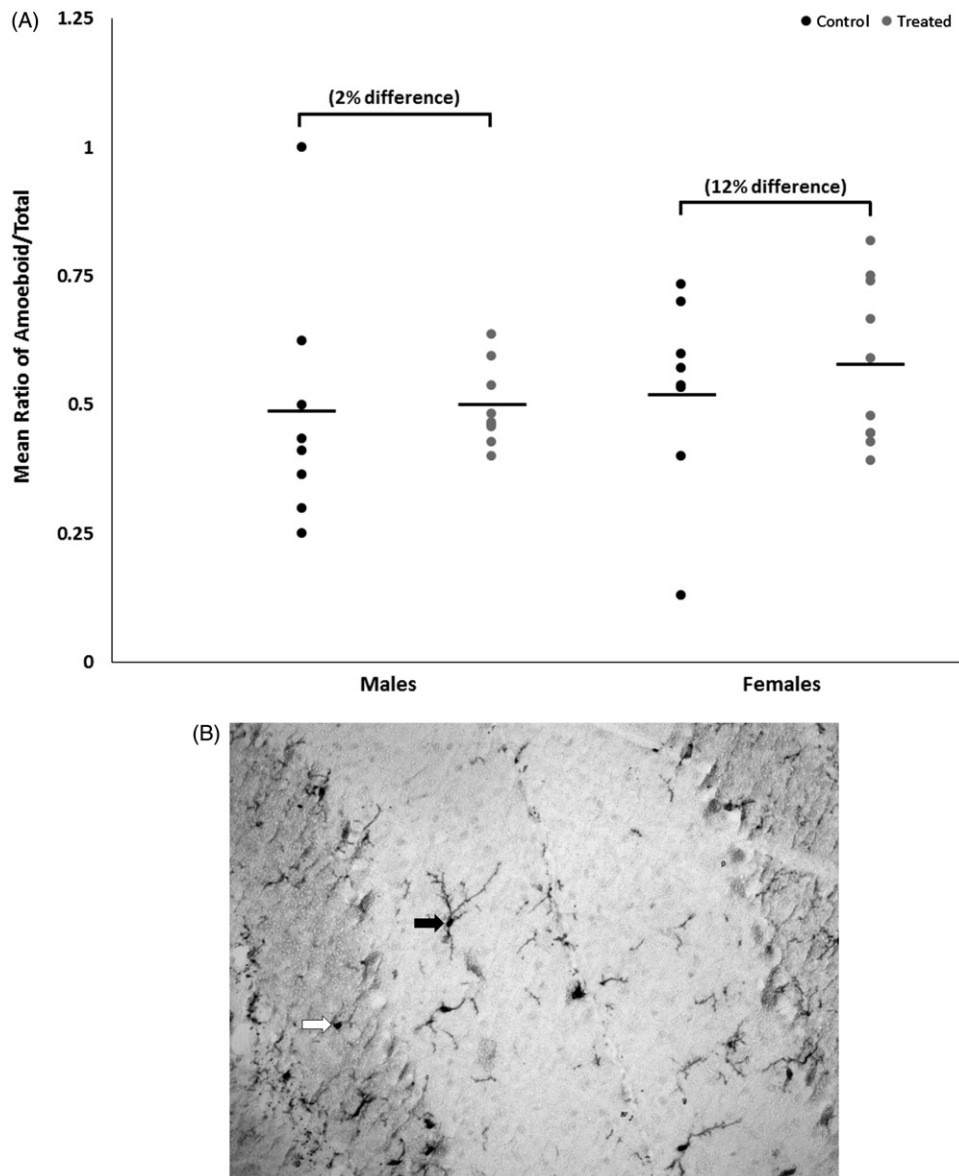 (A)
1.25
Control Treated
(2% difference)
1
(12% difference)
0.75
0.5
0.25
0
Mean Ratio of Amoeboid/Total
Males Females
(B)